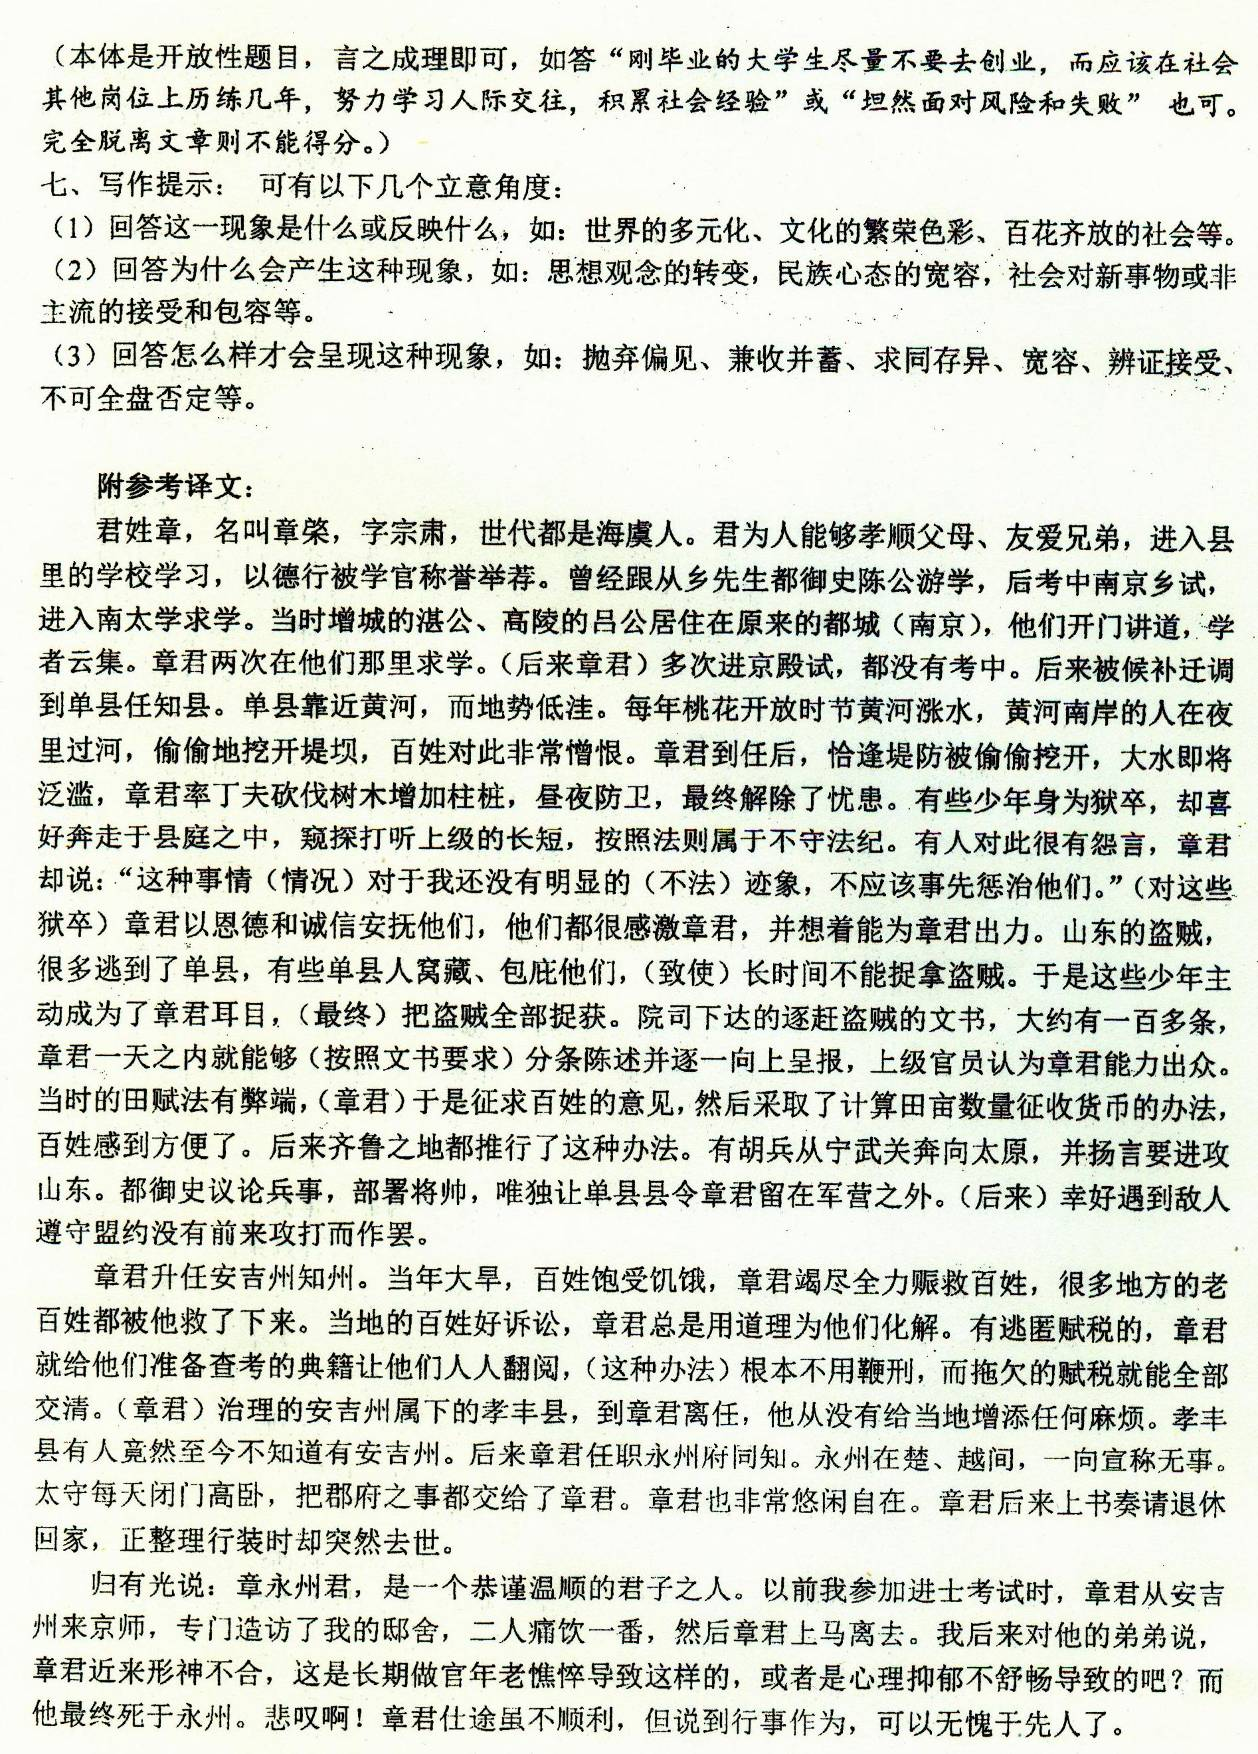 （本体是开放性题目，言之成理即可，如答“刚毕业的大学生尽量不要去创业，而应该在社会
其他岗位上历练几年，努力学习人际交往，积累社会经验”或“坦然面对风险和失败” 也可。
完全脱离文章则不能得分。）
七、写作提示： 可有以下几个立意角度：
（1）回答这一现象是什么或反映什么，如：世界的多元化、文化的繁荣色彩、百花齐放的社会等。
（2）回答为什么会产生这种现象，如：思想观念的转变，民族心态的宽容，社会对新事物或非
主流的接受和包容等。
（3）回答怎么样才会呈现这种现象，如：抛弃偏见、兼收并蓄、求同存异、宽容、辨证接受、
不可全盘否定等。
附参考译文：
君姓章，名叫章棨，字宗肃，世代都是海虞人。君为人能够孝顺父母、友爱兄弟，进入县
里的学校学习，以德行被学官称誉举荐。曾经跟从乡先生都御史陈公游学，后考中南京乡试，
进入南太学求学。当时增城的湛公、高陵的吕公居住在原来的都城（南京），他们开门讲道，学
者云集。章君两次在他们那里求学。（后来章君）多次进京殿试，都没有考中。后来被候补迁调
到单县任知县。单县靠近黄河，而地势低洼。每年桃花开放时节黄河涨水，黄河南岸的人在夜
里过河，偷偷地挖开堤坝，百姓对此非常憎恨。章君到任后，恰逢堤防被偷偷挖开，大水即将
泛滥，章君率丁夫砍伐树木增加柱桩，昼夜防卫，最终解除了忧患。有些少年身为狱卒，却喜
好奔走于县庭之中，窥探打听上级的长短，按照法则属于不守法纪。有人对此很有怨言，章君
却说：“这种事情（情况）对于我还没有明显的（不法）迹象，不应该事先惩治他们。”（对这些
狱卒）章君以恩德和诚信安抚他们，他们都很感激章君，并想着能为章君出力。山东的盗贼，
很多逃到了单县，有些单县人窝藏、包庇他们，（致使）长时间不能捉拿盗贼。于是这些少年主
动成为了章君耳目，（最终）把盗贼全部捉获。院司下达的逐赶盗贼的文书，大约有一百多条，
章君一天之内就能够（按照文书要求）分条陈述并逐一向上呈报，上级官员认为章君能力出众。
当时的田赋法有弊端，（章君）于是征求百姓的意见，然后采取了计算田亩数量征收货币的办法，
百姓感到方便了。后来齐鲁之地都推行了这种办法。有胡兵从宁武关奔向太原，并扬言要进攻
山东。都御史议论兵事，部署将帅，唯独让单县县令章君留在军营之外。（后来）幸好遇到敌人
遵守盟约没有前来攻打而作罢。
章君升任安吉州知州。当年大旱，百姓饱受饥饿，章君竭尽全力赈救百姓，很多地方的老
百姓都被他救了下来。当地的百姓好诉讼，章君总是用道理为他们化解。有逃匿赋税的，章君
就给他们准备查考的典籍让他们人人翻阅，（这种办法）根本不用鞭刑，而拖欠的赋税就能全部
交清。（章君）治理的安吉州属下的孝丰县，到章君离任，他从没有给当地增添任何麻烦。孝丰
县有人竟然至今不知道有安吉州。后来章君任职永州府同知。永州在楚、越间，一向宣称无事。
太守每天闭门高卧，把郡府之事都交给了章君。章君也非常悠闲自在。章君后来上书奏请退休
回家，正整理行装时却突然去世。
归有光说：章永州君，是一个恭谨温顺的君子之人。以前我参加进士考试时，章君从安吉
州来京师，专门造访了我的邸舍，二人痛饮一番，然后章君上马离去。我后来对他的弟弟说，
章君近来形神不合，这是长期做官年老憔悴导致这样的，或者是心理抑郁不舒畅导致的吧？而
他最终死于永州。悲叹啊！章君仕途虽不顺利，但说到行事作为，可以无愧于先人了。